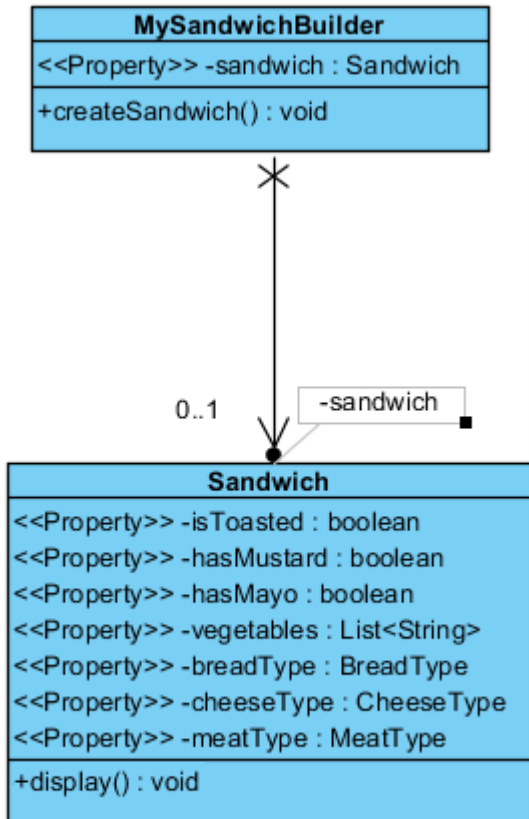 MySandwichBuilder
<<Property>> -sandwich : Sandwich
+createSandwich() : void
0..1
-sandwich
Sandwich
<<Property>> -isToasted : boolean
<<Property>> -hasMustard : boolean
<<Property>> -hasMayo : boolean
<<Property>> -vegetables : List<String>
<<Property>> -breadType : BreadType
<<Property>> -cheeseType : CheeseType
<<Property>> -meatType : MeatType
+display() : void